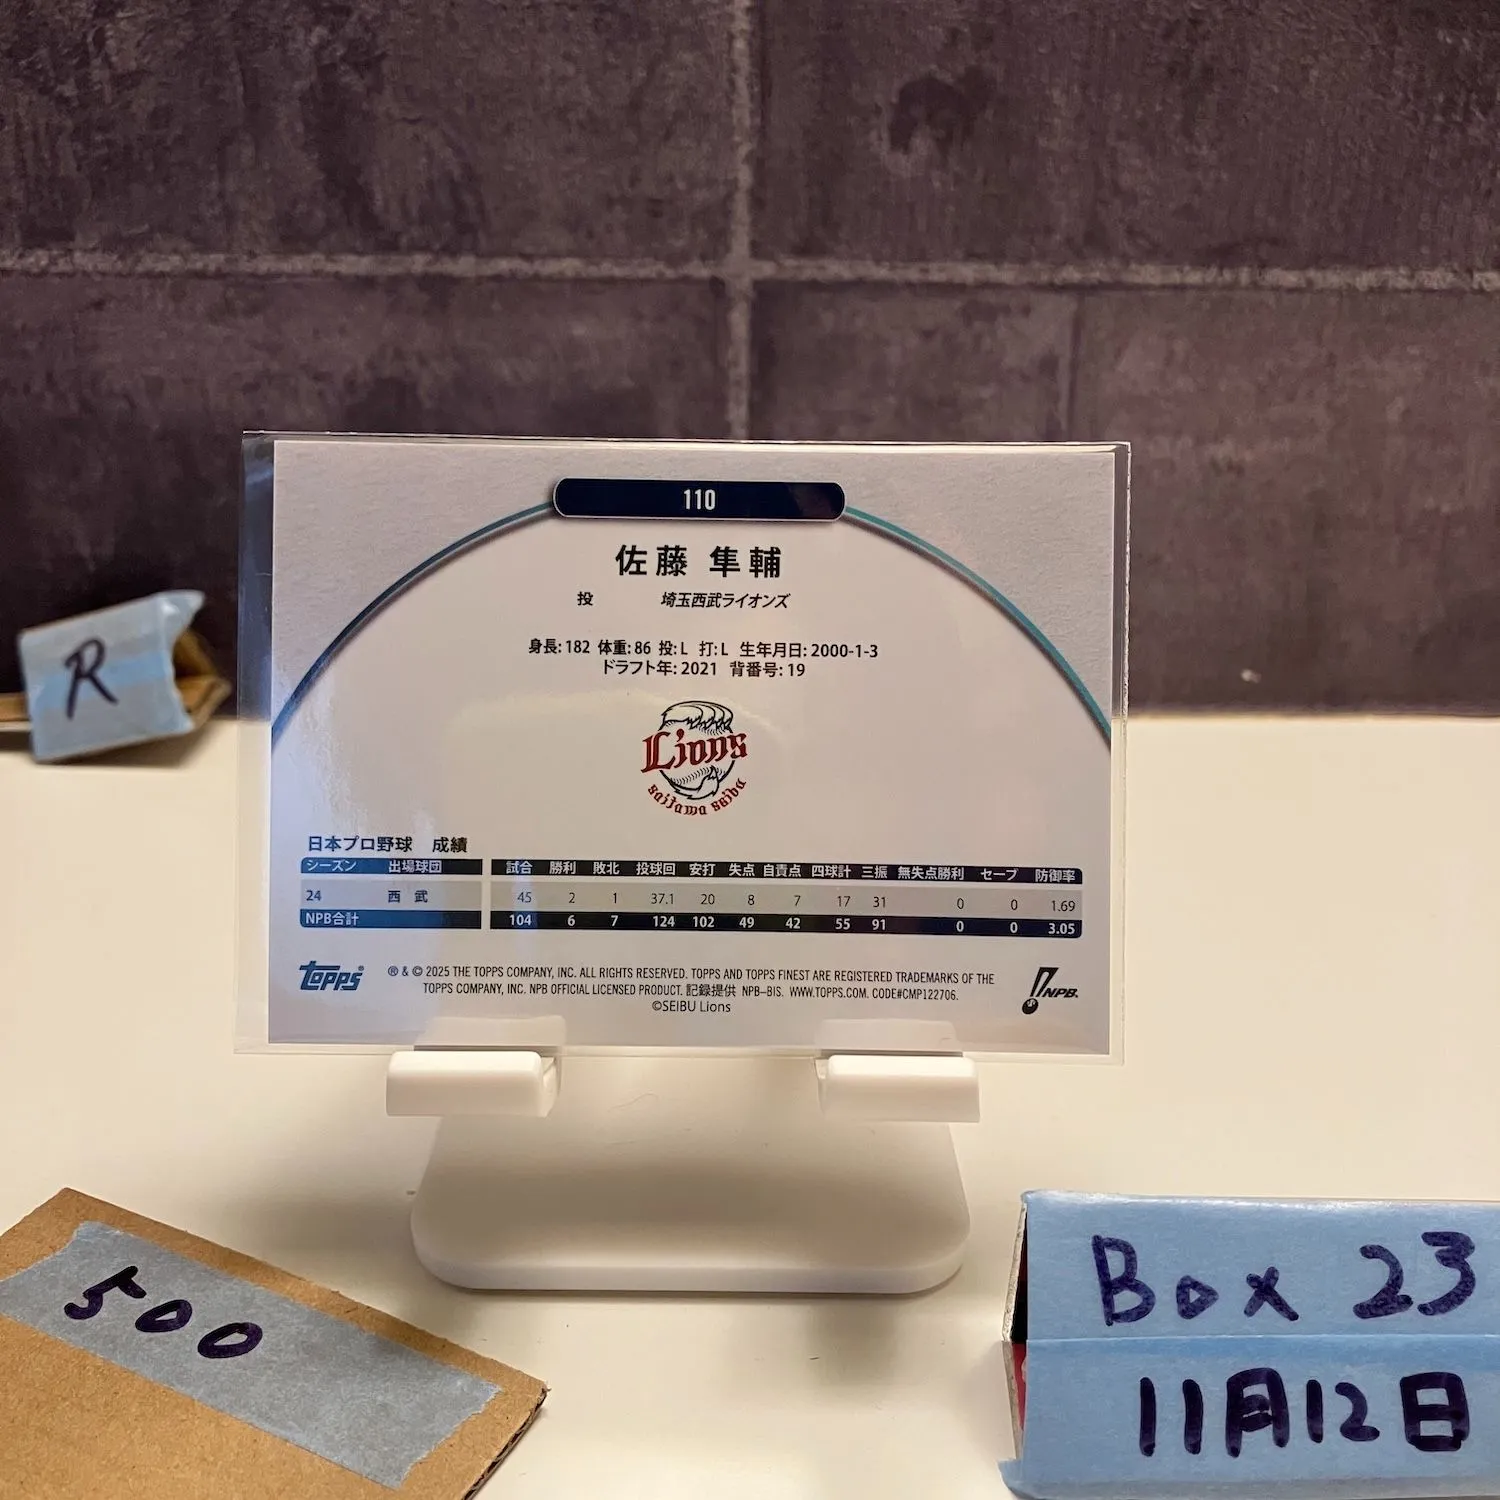 110
佐藤 隼輔
投 埼玉西武ライオンズ
身長: 182 体重: 86 投: L 打: L 生年月日: 2000-1-3
ドラフト年: 2021 背番号: 19
Lions
saitama seibu
R
日本プロ野球 成績
シーズン 出場球団 試合 勝利 敗北 投球回 安打 失点 自責点 四球計 三振 無失点勝利 セーブ 防御率
24 西 武 45 2 1 37.1 20 8 7 17 31 0 0 1.69
NPB合計 104 6 7 124 102 49 42 55 91 0 0 3.05
TOPPS®
® & © 2025 THE TOPPS COMPANY, INC. ALL RIGHTS RESERVED. TOPPS AND TOPPS FINEST ARE REGISTERED TRADEMARKS OF THE
TOPPS COMPANY, INC. NPB OFFICIAL LICENSED PRODUCT. 記録提供 NPB–BIS. WWW.TOPPS.COM. CODE#CMP122706.
©SEIBU Lions
NPB.
500
Box 23
11月12日